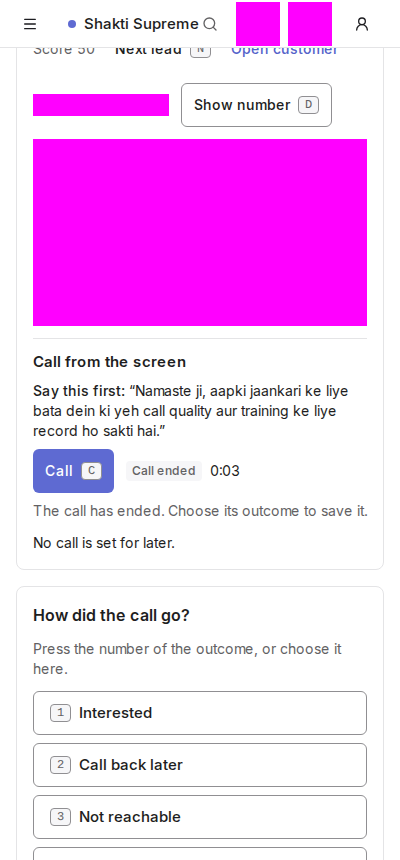 Shakti Supreme
Score 50 Next lead N Open customer
Show number D
Call from the screen
Say this first: “Namaste ji, aapki jaankari ke liye
bata dein ki yeh call quality aur training ke liye
record ho sakti hai.”
Call C Call ended 0:03
The call has ended. Choose its outcome to save it.
No call is set for later.
How did the call go?
Press the number of the outcome, or choose it
here.
1 Interested
2 Call back later
3 Not reachable